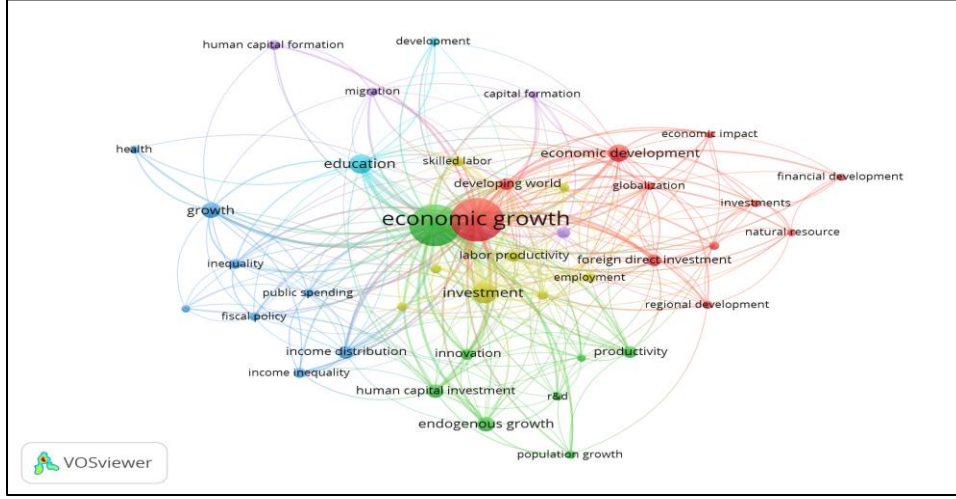 human capital formation
development
migration
capital formation
economic impact
health
education
skilled labor
economic development
financial development
developing world
globalization
growth
economic growth
investments
natural resource
inequality
labor productivity
foreign direct investment
employment
public spending
investment
regional development
fiscal policy
income distribution
innovation
productivity
income inequality
human capital investment
r&d
endogenous growth
population growth
VOSviewer